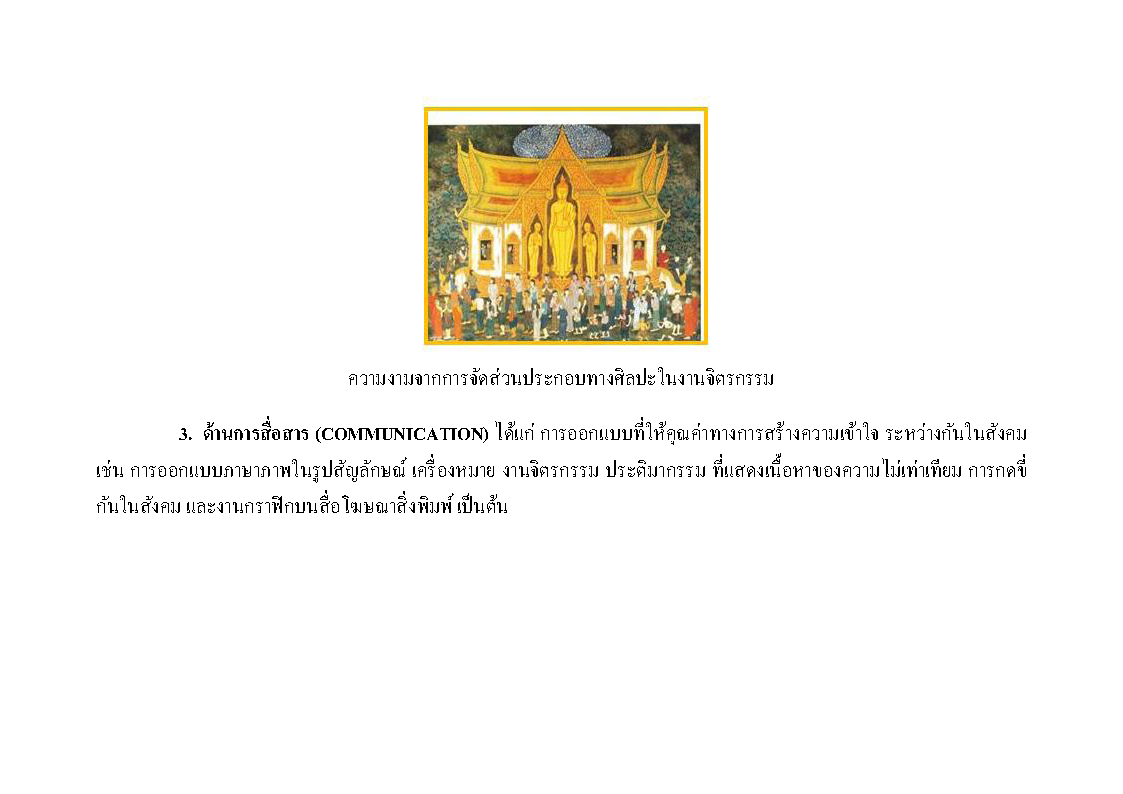 ความงามจากการจัดส่วนประกอบทางศิลปะในงานจิตรกรรม
3. ด้านการสื่อสาร (COMMUNICATION) ได้แก่ การออกแบบที่ให้คุณค่าทางการสร้างความเข้าใจ ระหว่างกันในสังคม
เช่น การออกแบบภาษาภาพในรูปสัญลักษณ์ เครื่องหมาย งานจิตรกรรม ประติมากรรม ที่แสดงเนื้อหาของความไม่เท่าเทียม การกดขี่
กันในสังคม และงานกราฟิกบนสื่อโฆษณาสิ่งพิมพ์ เป็นต้น